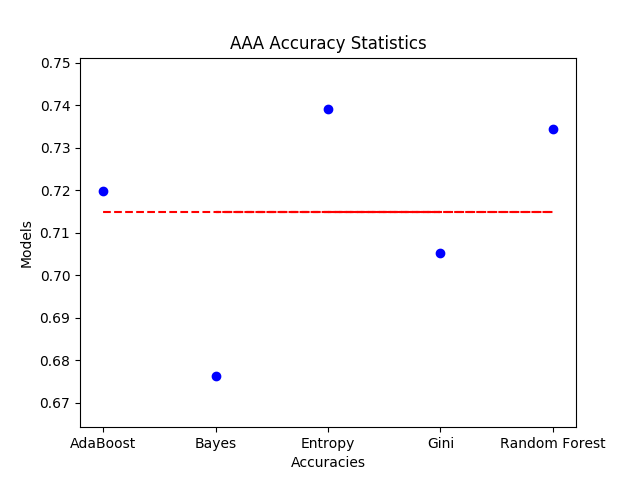 AAA Accuracy Statistics
0.75
0.74
0.73
0.72
0.71
0.70
0.69
0.68
0.67
Models
AdaBoost Bayes Entropy Gini Random Forest
Accuracies